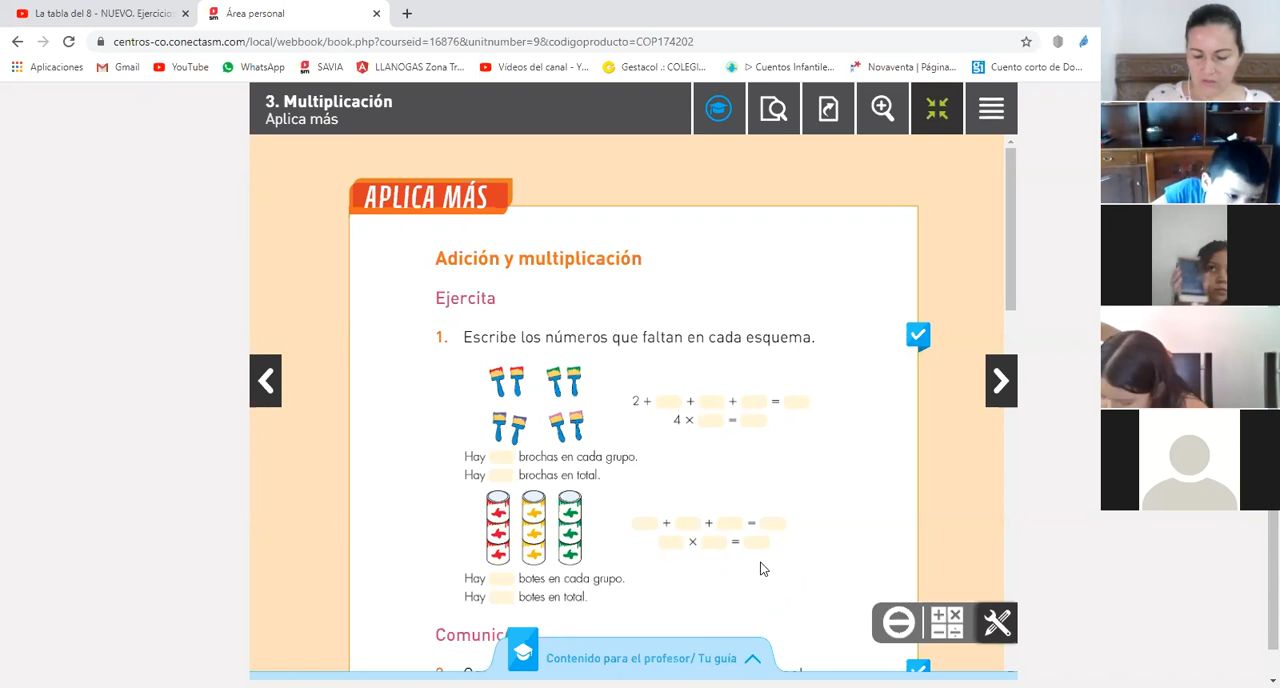 La tabla del 8 - NUEVO. Ejercicio
Área personal
centros-co.conectasm.com/local/webbook/book.php?courseid=16876&unitnumber=9&codigoproducto=COP174202
Aplicaciones
Gmail
YouTube
WhatsApp
SAVIA
LLANOGAS Zona Tr...
Vídeos del canal - Y...
Gestacol .: COLEGI...
▷ Cuentos Infantile...
Novaventa | Págin...
Cuento corto de Do...
3. Multiplicación
Aplica más
APLICA MÁS
Adición y multiplicación
Ejercita
1. Escribe los números que faltan en cada esquema.
2 + + + =
4 × =
Hay brochas en cada grupo.
Hay brochas en total.
+ + =
× =
Hay botes en cada grupo.
Hay botes en total.
Contenido para el profesor/ Tu guía